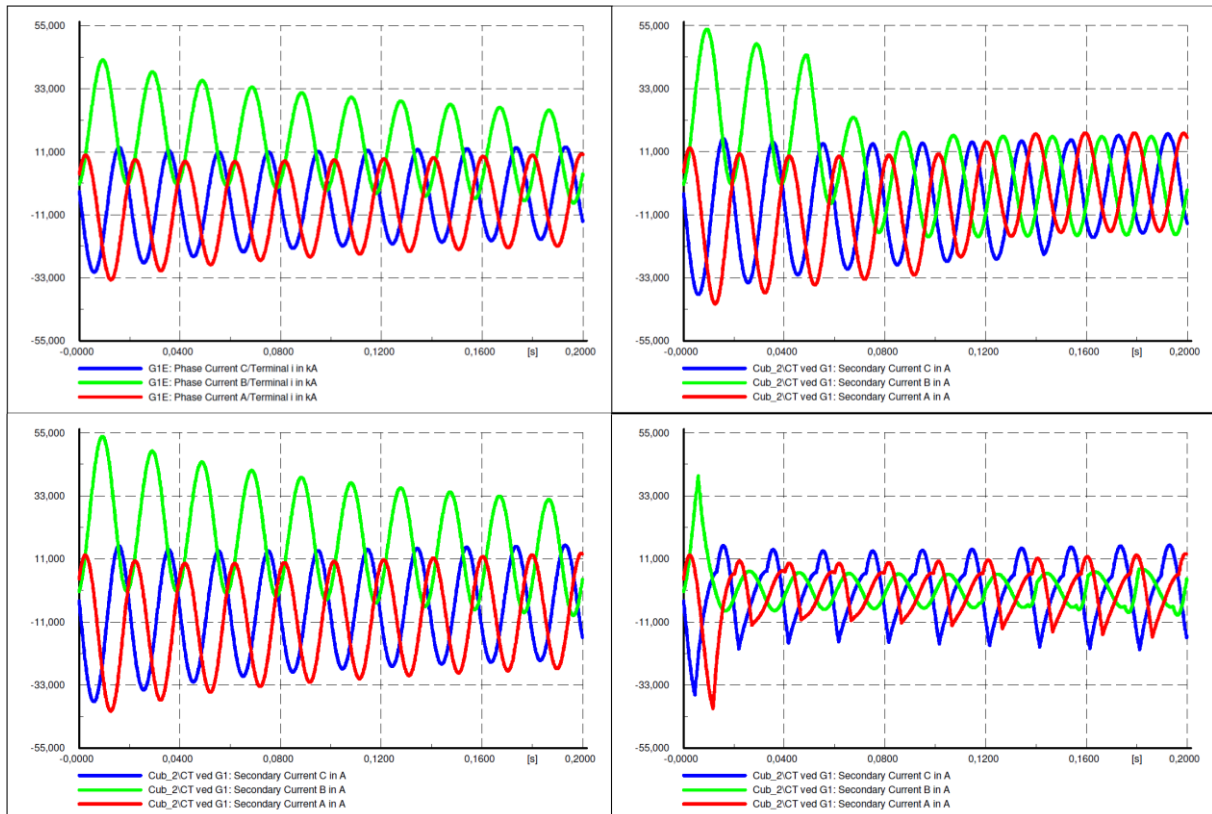 55,000
33,000
11,000
-11,000
-33,000
-55,000
-0,0000 0,0400 0,0800 0,1200 0,1600 [s] 0,2000
G1E: Phase Current C/Terminal i in kA
G1E: Phase Current B/Terminal i in kA
G1E: Phase Current A/Terminal i in kA
55,000
33,000
11,000
-11,000
-33,000
-55,000
-0,0000 0,0400 0,0800 0,1200 0,1600 [s] 0,2000
Cub_2\CT ved G1: Secondary Current C in A
Cub_2\CT ved G1: Secondary Current B in A
Cub_2\CT ved G1: Secondary Current A in A
55,000
33,000
11,000
-11,000
-33,000
-55,000
-0,0000 0,0400 0,0800 0,1200 0,1600 [s] 0,2000
Cub_2\CT ved G1: Secondary Current C in A
Cub_2\CT ved G1: Secondary Current B in A
Cub_2\CT ved G1: Secondary Current A in A
55,000
33,000
11,000
-11,000
-33,000
-55,000
-0,0000 0,0400 0,0800 0,1200 0,1600 [s] 0,2000
Cub_2\CT ved G1: Secondary Current C in A
Cub_2\CT ved G1: Secondary Current B in A
Cub_2\CT ved G1: Secondary Current A in A